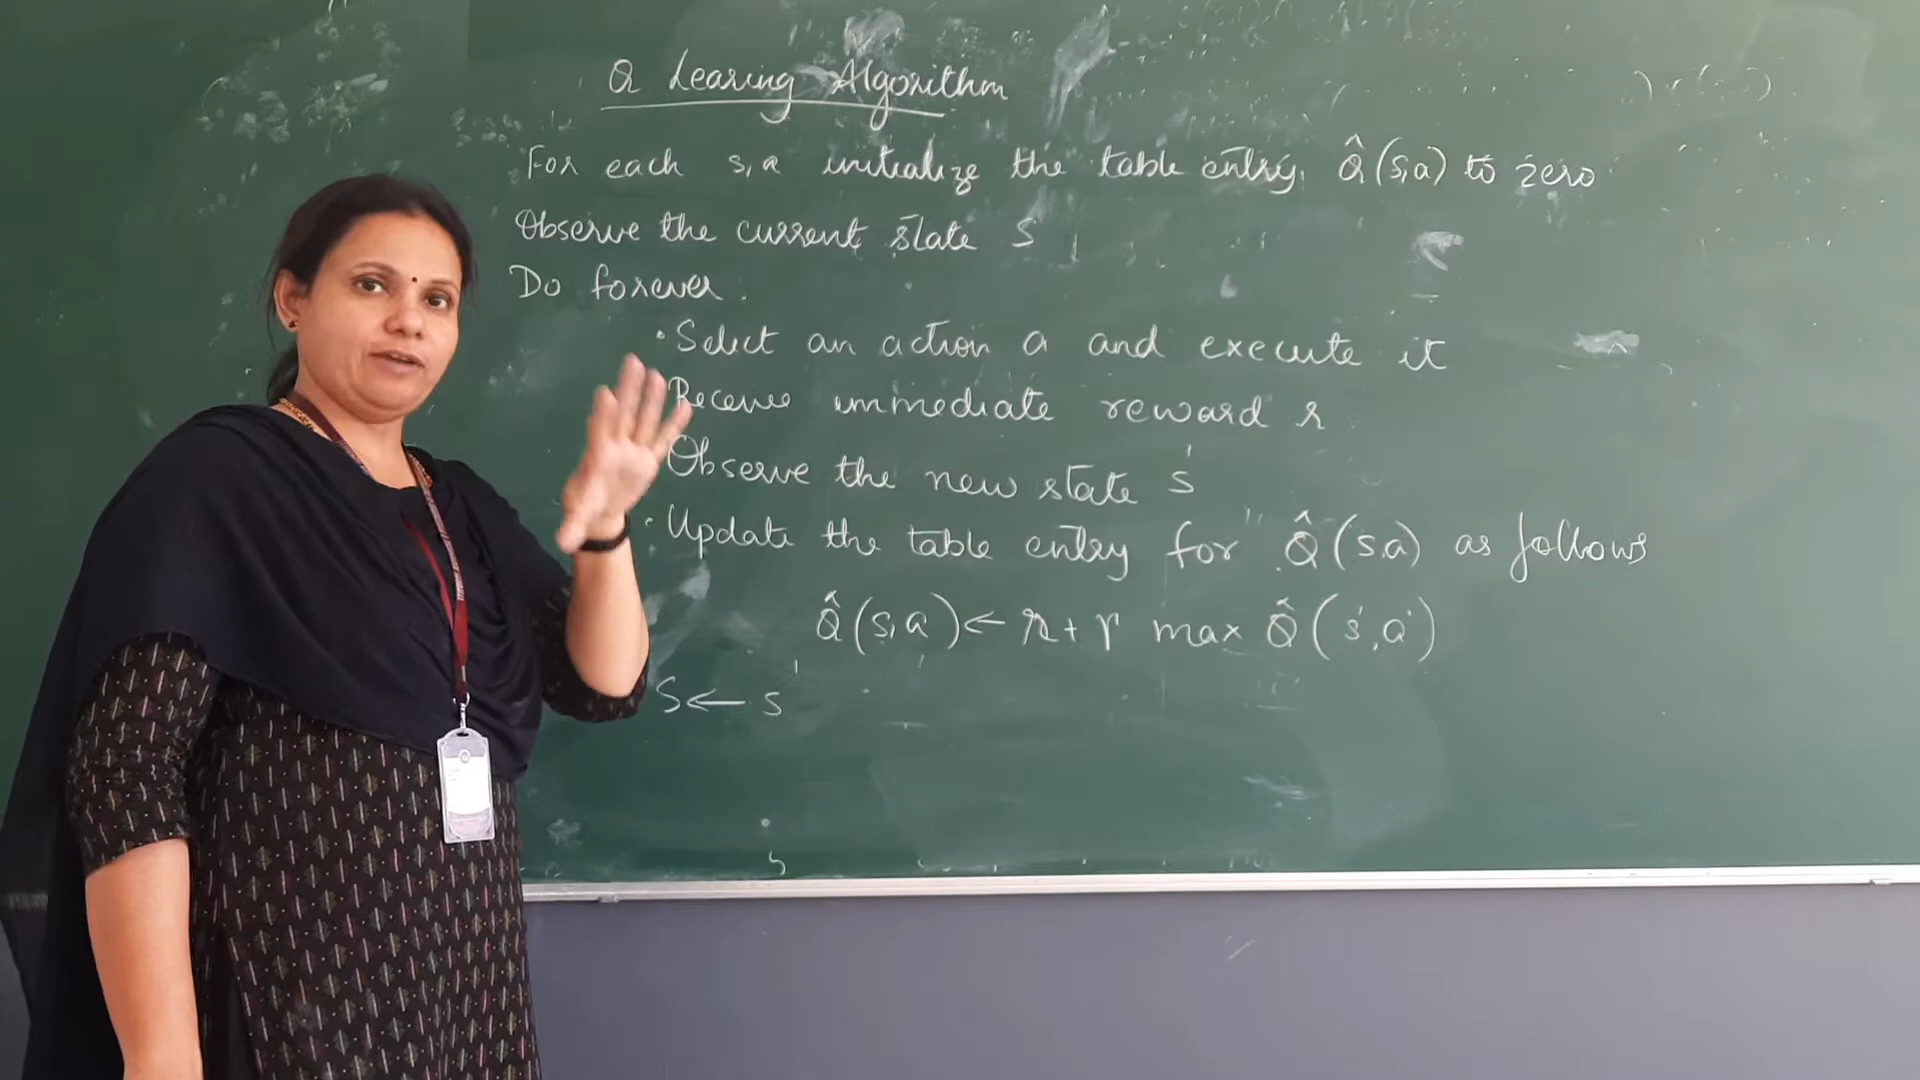 Q Learing Algorithm
For each s,a initialize the table entry Q̂(s,a) to zero
Observe the current state s
Do forever.
• Select an action a and execute it
Receive immediate reward r
Observe the new state s'
• Update the table entry for Q̂(s,a) as follows
Q̂(s,a) ← r + γ max Q̂(s',a')
s ← s'